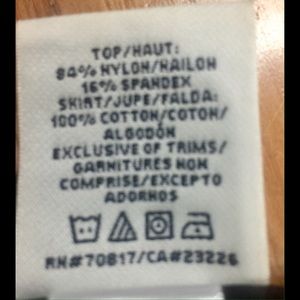 TOP/HAUT:
84% NYLON/NAILON
16% SPANDEX
SKIRT/JUPE/FALDA:
100% COTTON/COTON/
ALGODÓN
EXCLUSIVE OF TRIMS/
GARNITURES NON
COMPRISE/EXCEPTO
ADORNOS
RN#70817/CA#23226